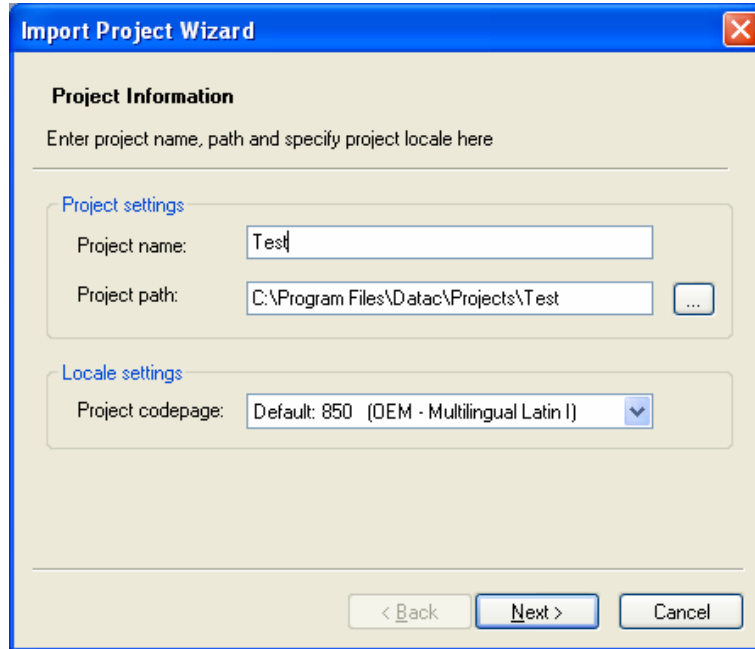 Import Project Wizard
Project Information
Enter project name, path and specify project locale here
Project settings
Project name: Test
Project path: C:\Program Files\Datac\Projects\Test ...
Locale settings
Project codepage: Default: 850 (OEM - Multilingual Latin I)
< Back Next > Cancel